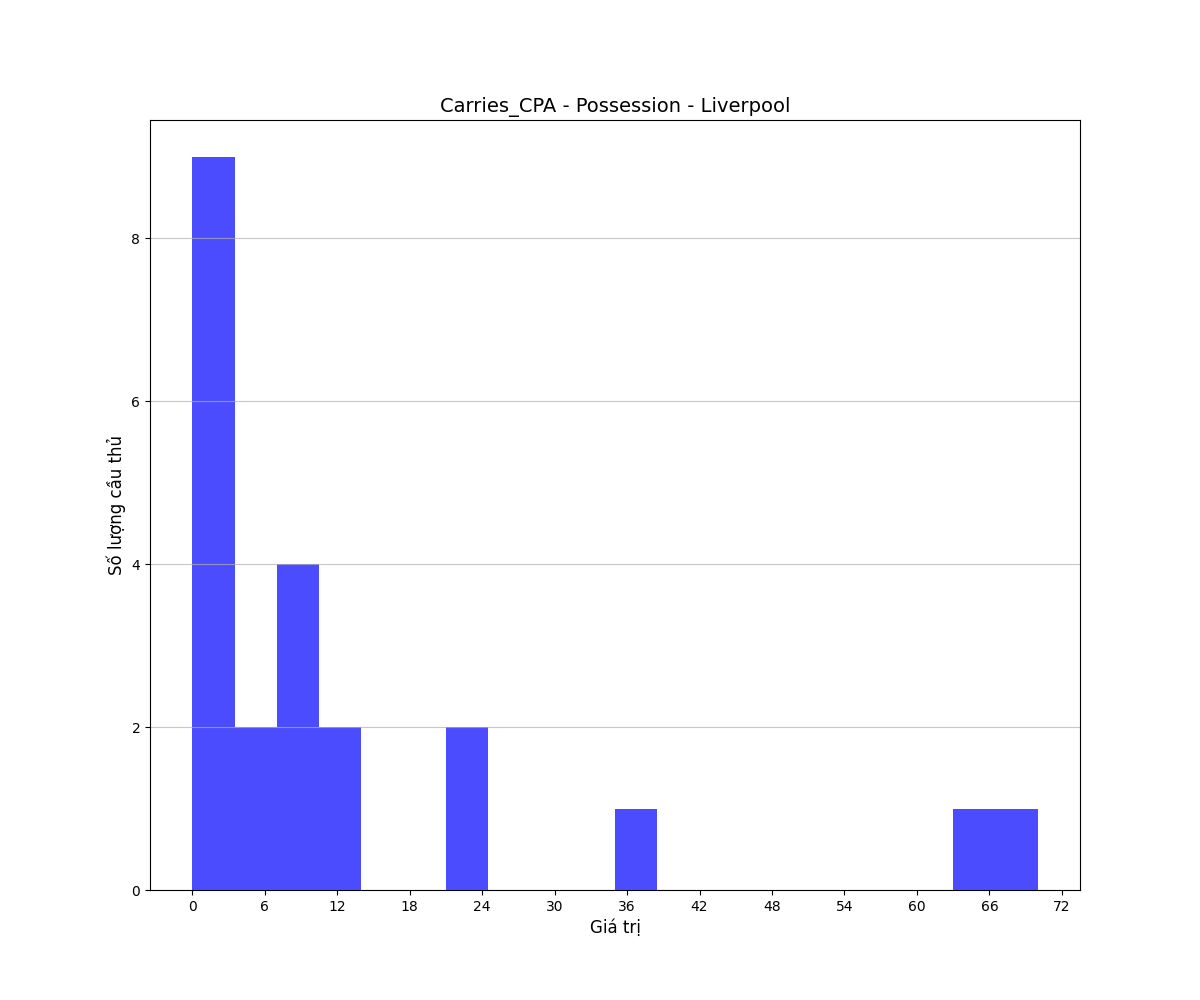 Carries_CPA - Possession - Liverpool
Số lượng cầu thủ
8
6
4
2
0
0 6 12 18 24 30 36 42 48 54 60 66 72
Giá trị